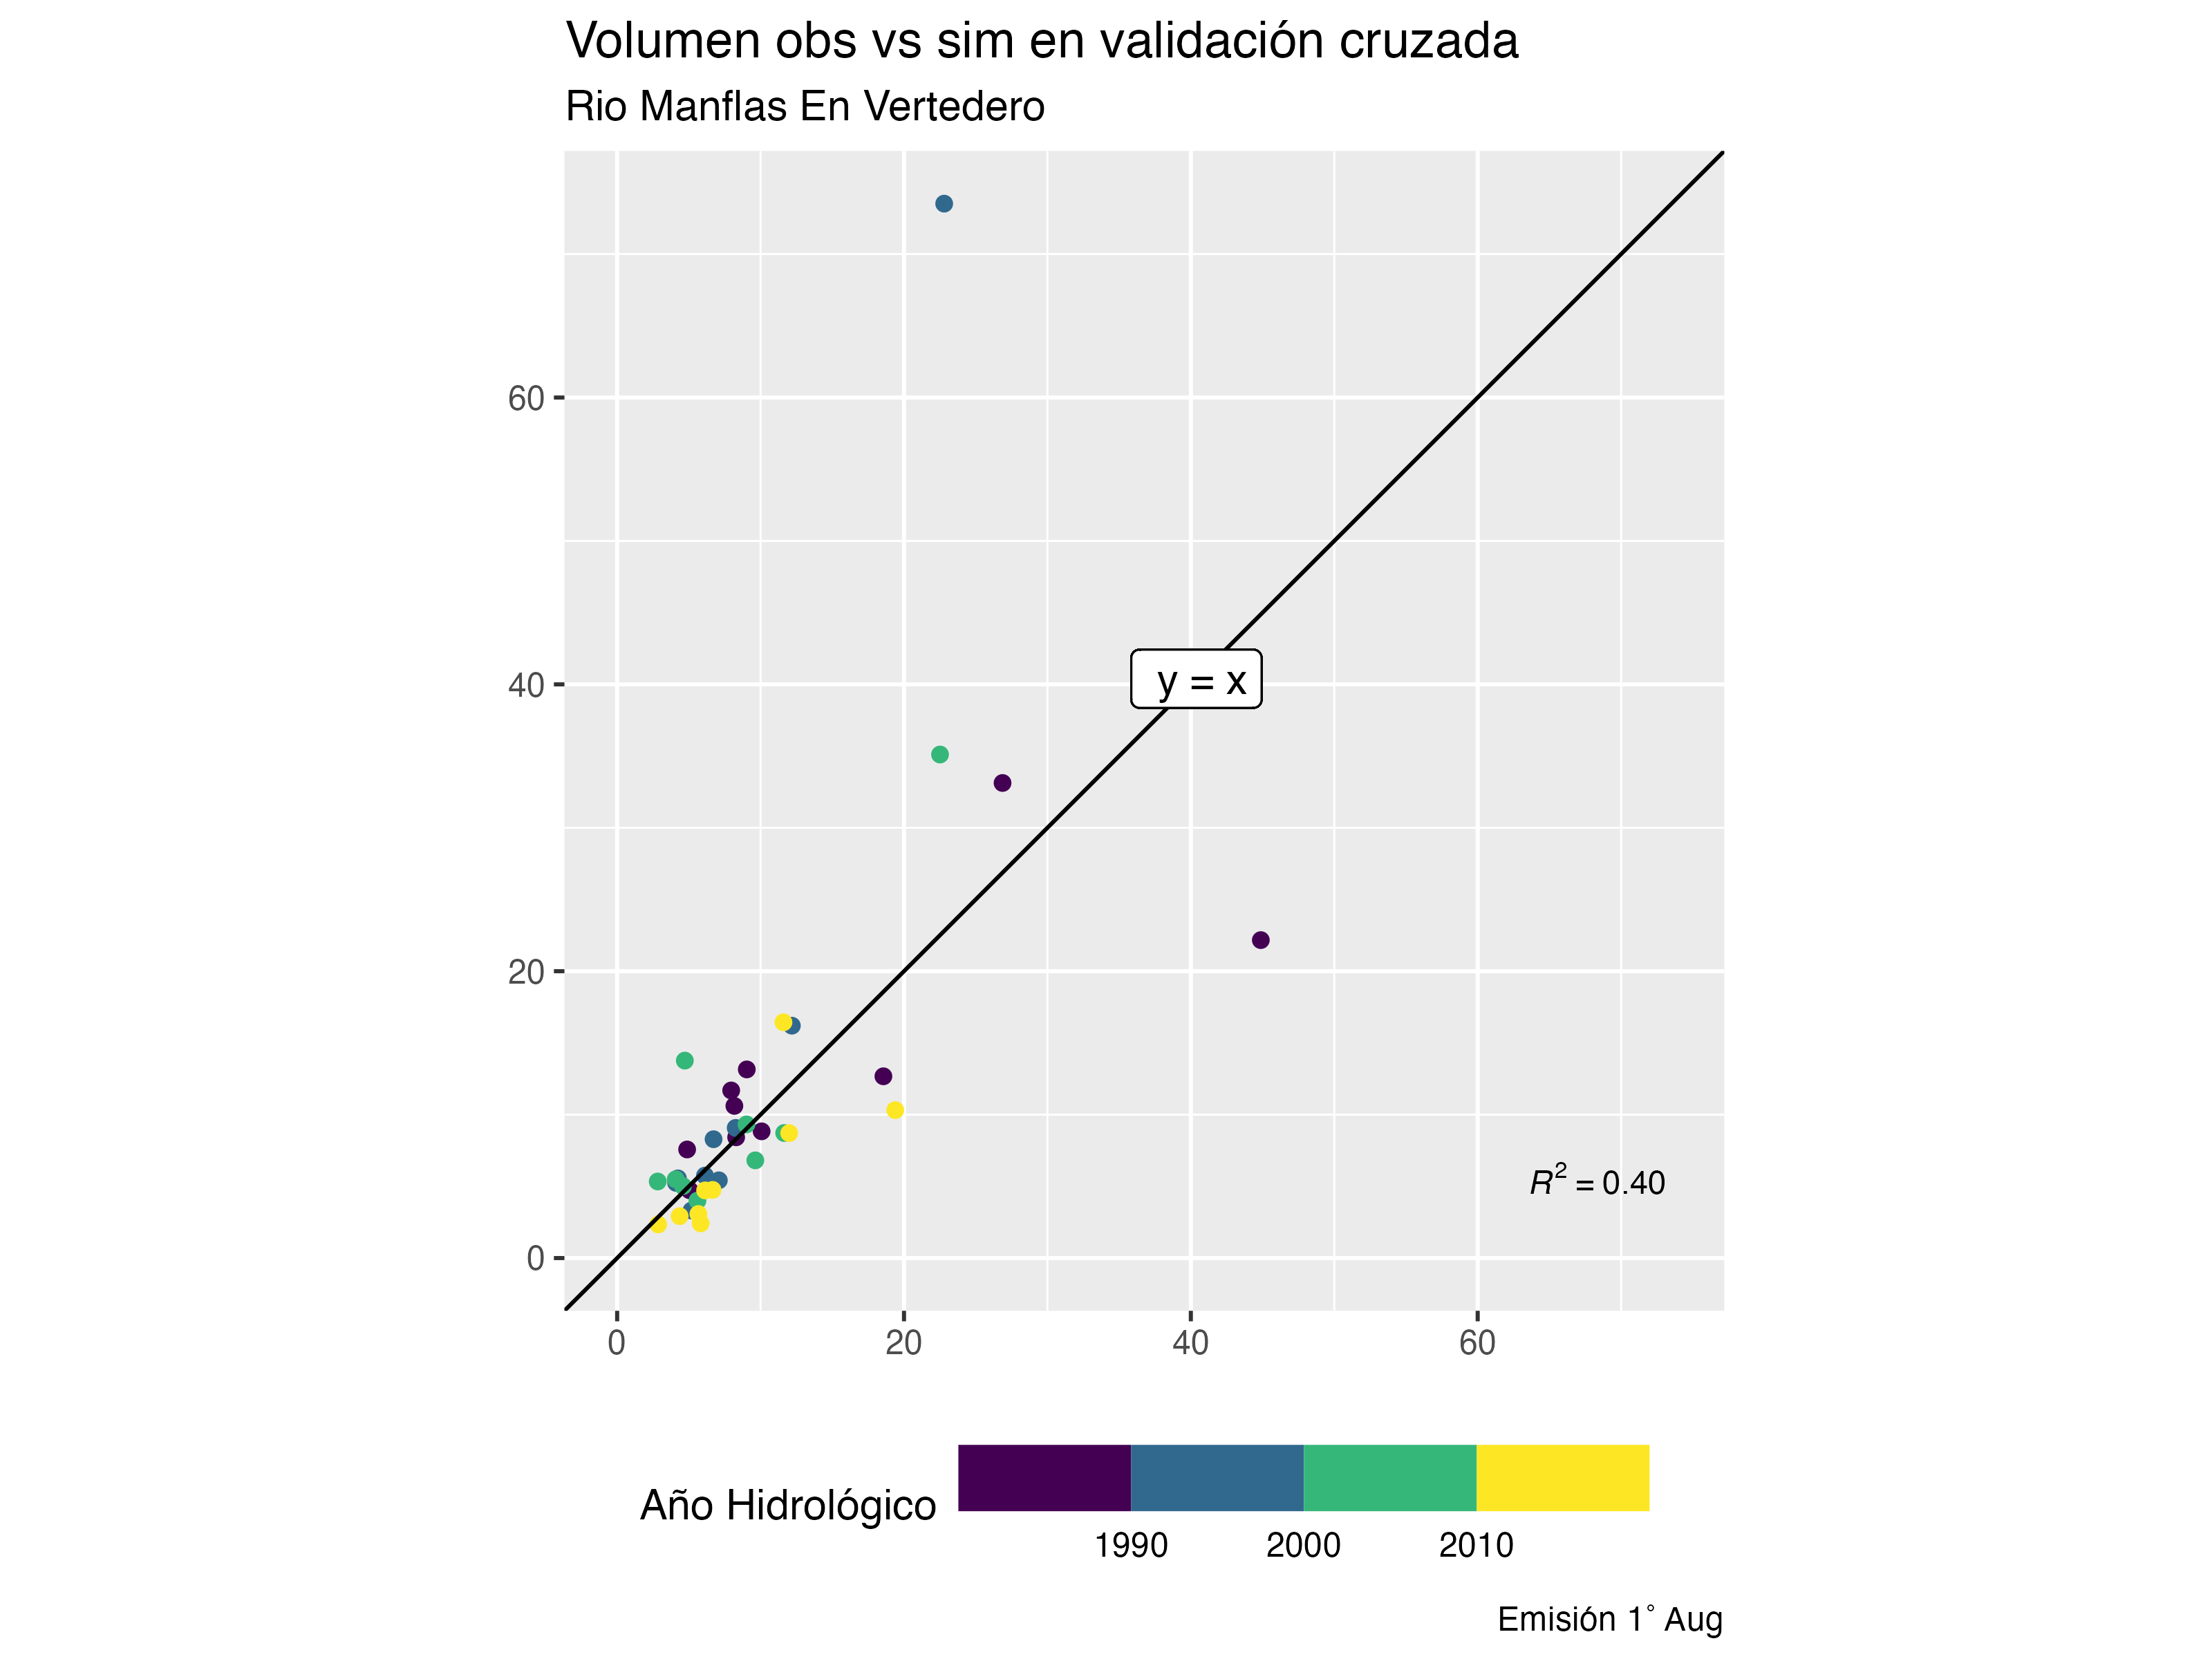 Volumen obs vs sim en validación cruzada
Rio Manflas En Vertedero
60
40
20
0
y = x
R² = 0.40
0 20 40 60
Año Hidrológico
1990 2000 2010
Emisión 1° Aug